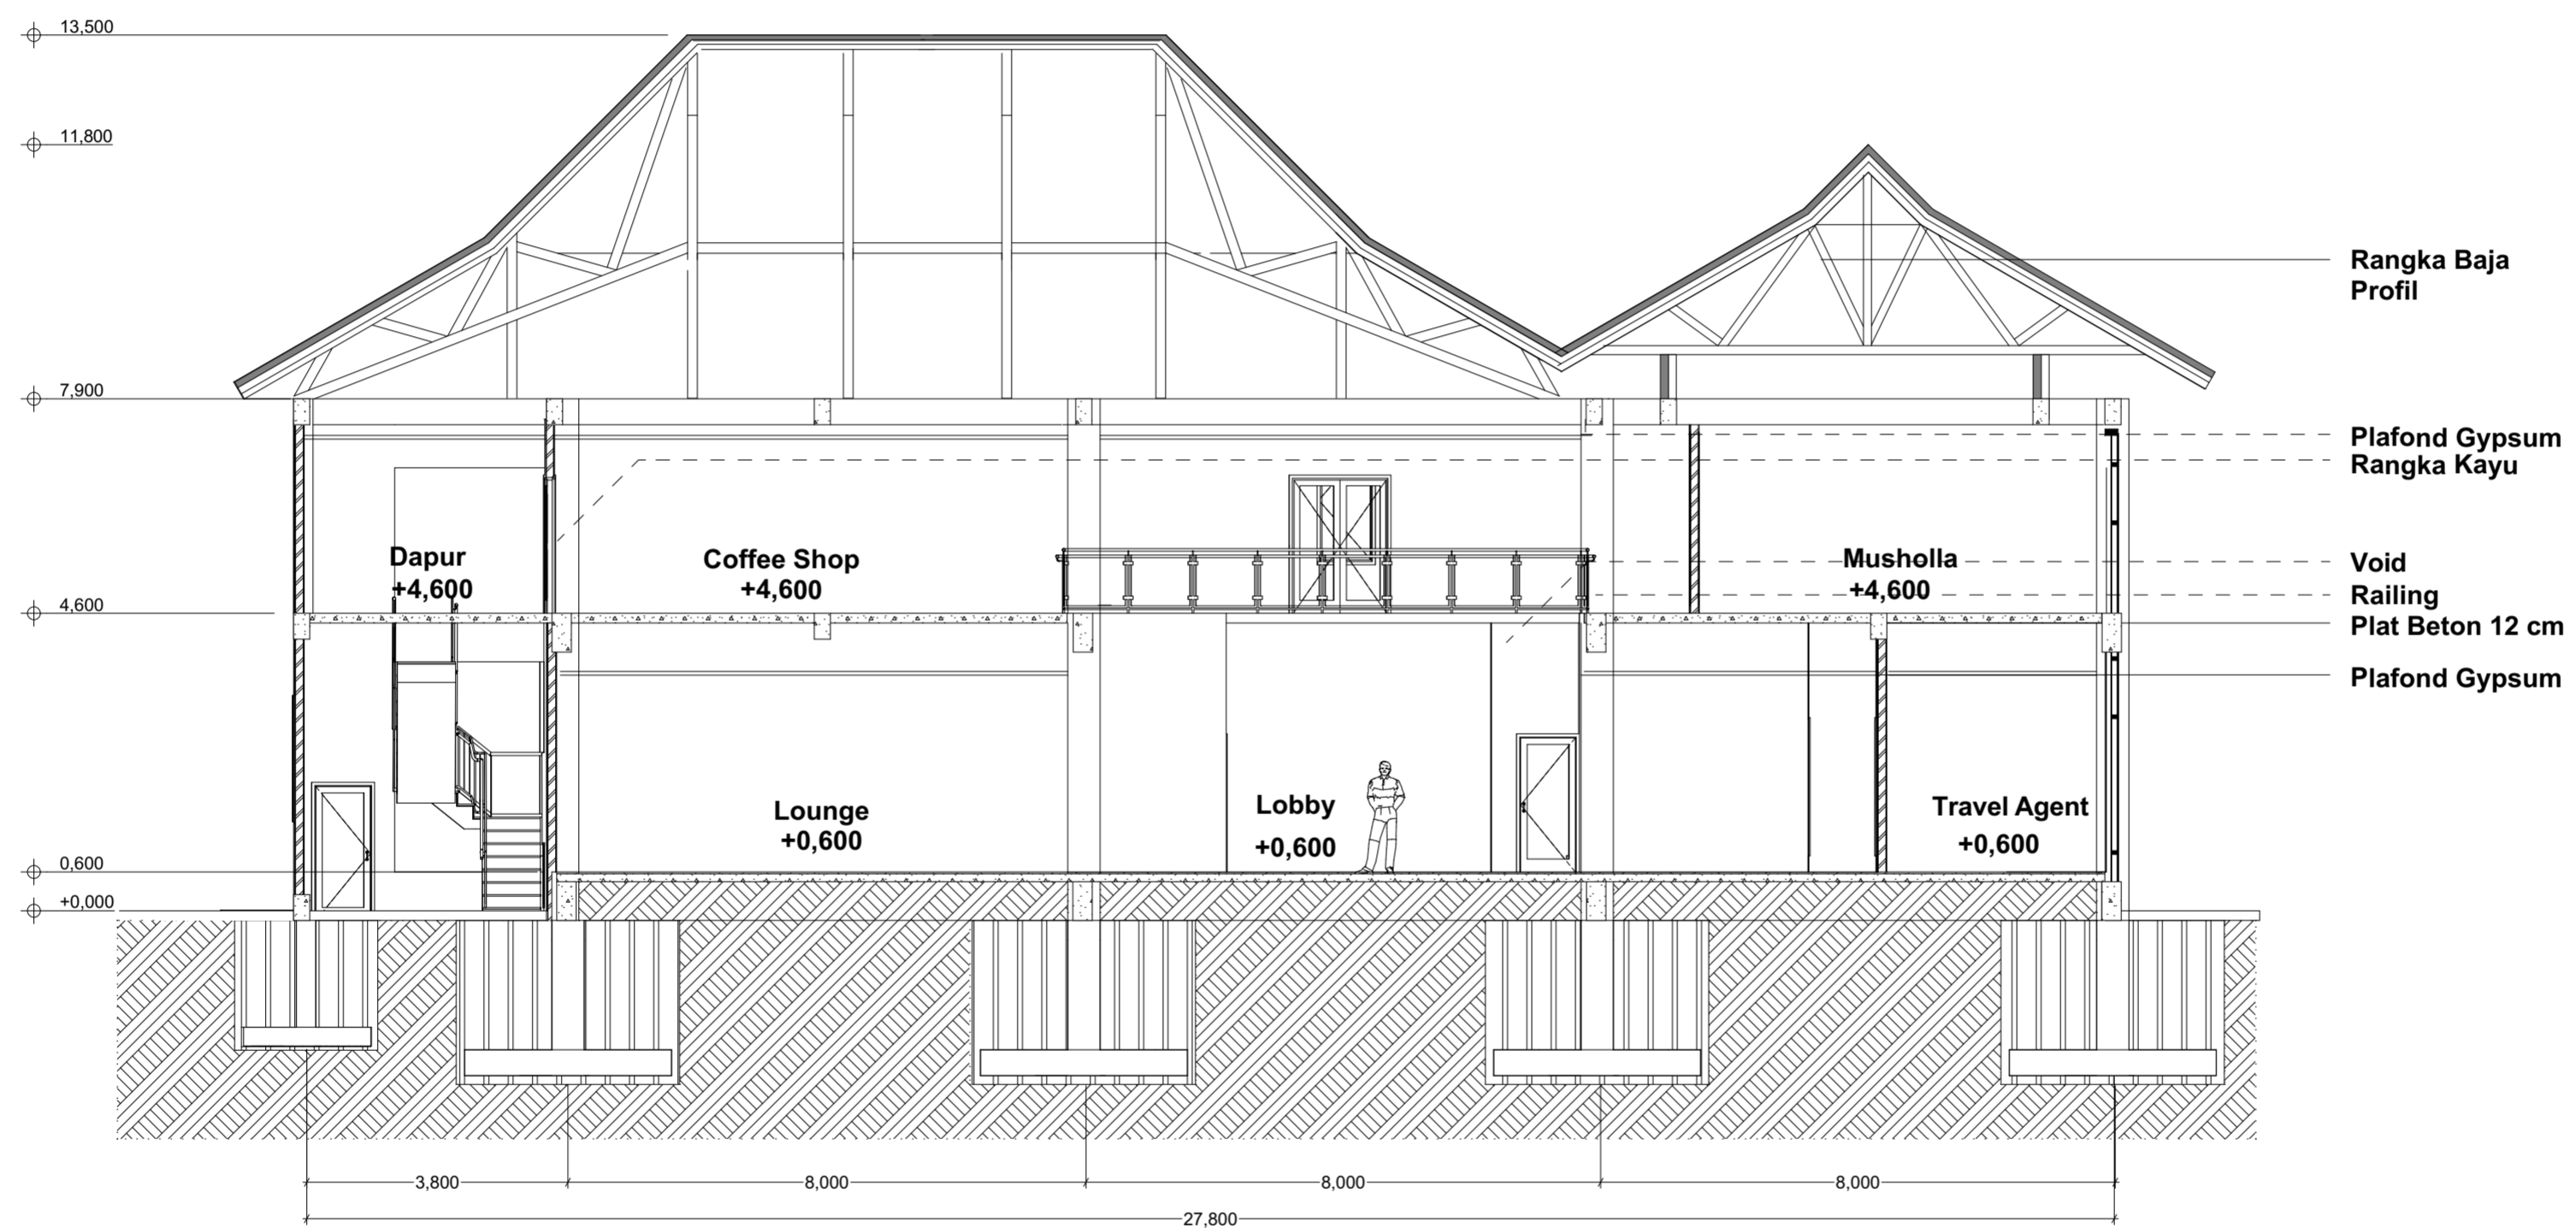 13,500
11,800
Rangka Baja
Profil
7,900
Plafond Gypsum
Rangka Kayu
Dapur
+4,600
Coffee Shop
+4,600
Musholla
+4,600
Void
4,600
Railing
Plat Beton 12 cm
Plafond Gypsum
Lounge
+0,600
Lobby
+0,600
Travel Agent
+0,600
0,600
+0,000
3,800
8,000
8,000
8,000
27,800